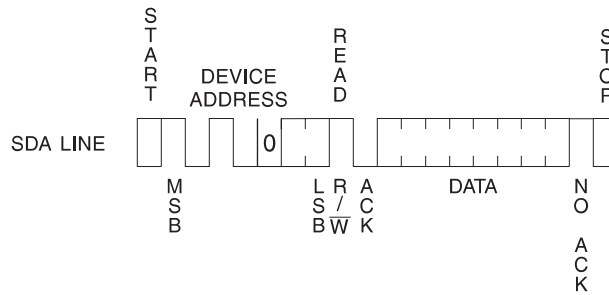 START
READ
STOP
DEVICE
ADDRESS
SDA LINE
0
MSB
LSB
R/W
ACK
DATA
NO ACK